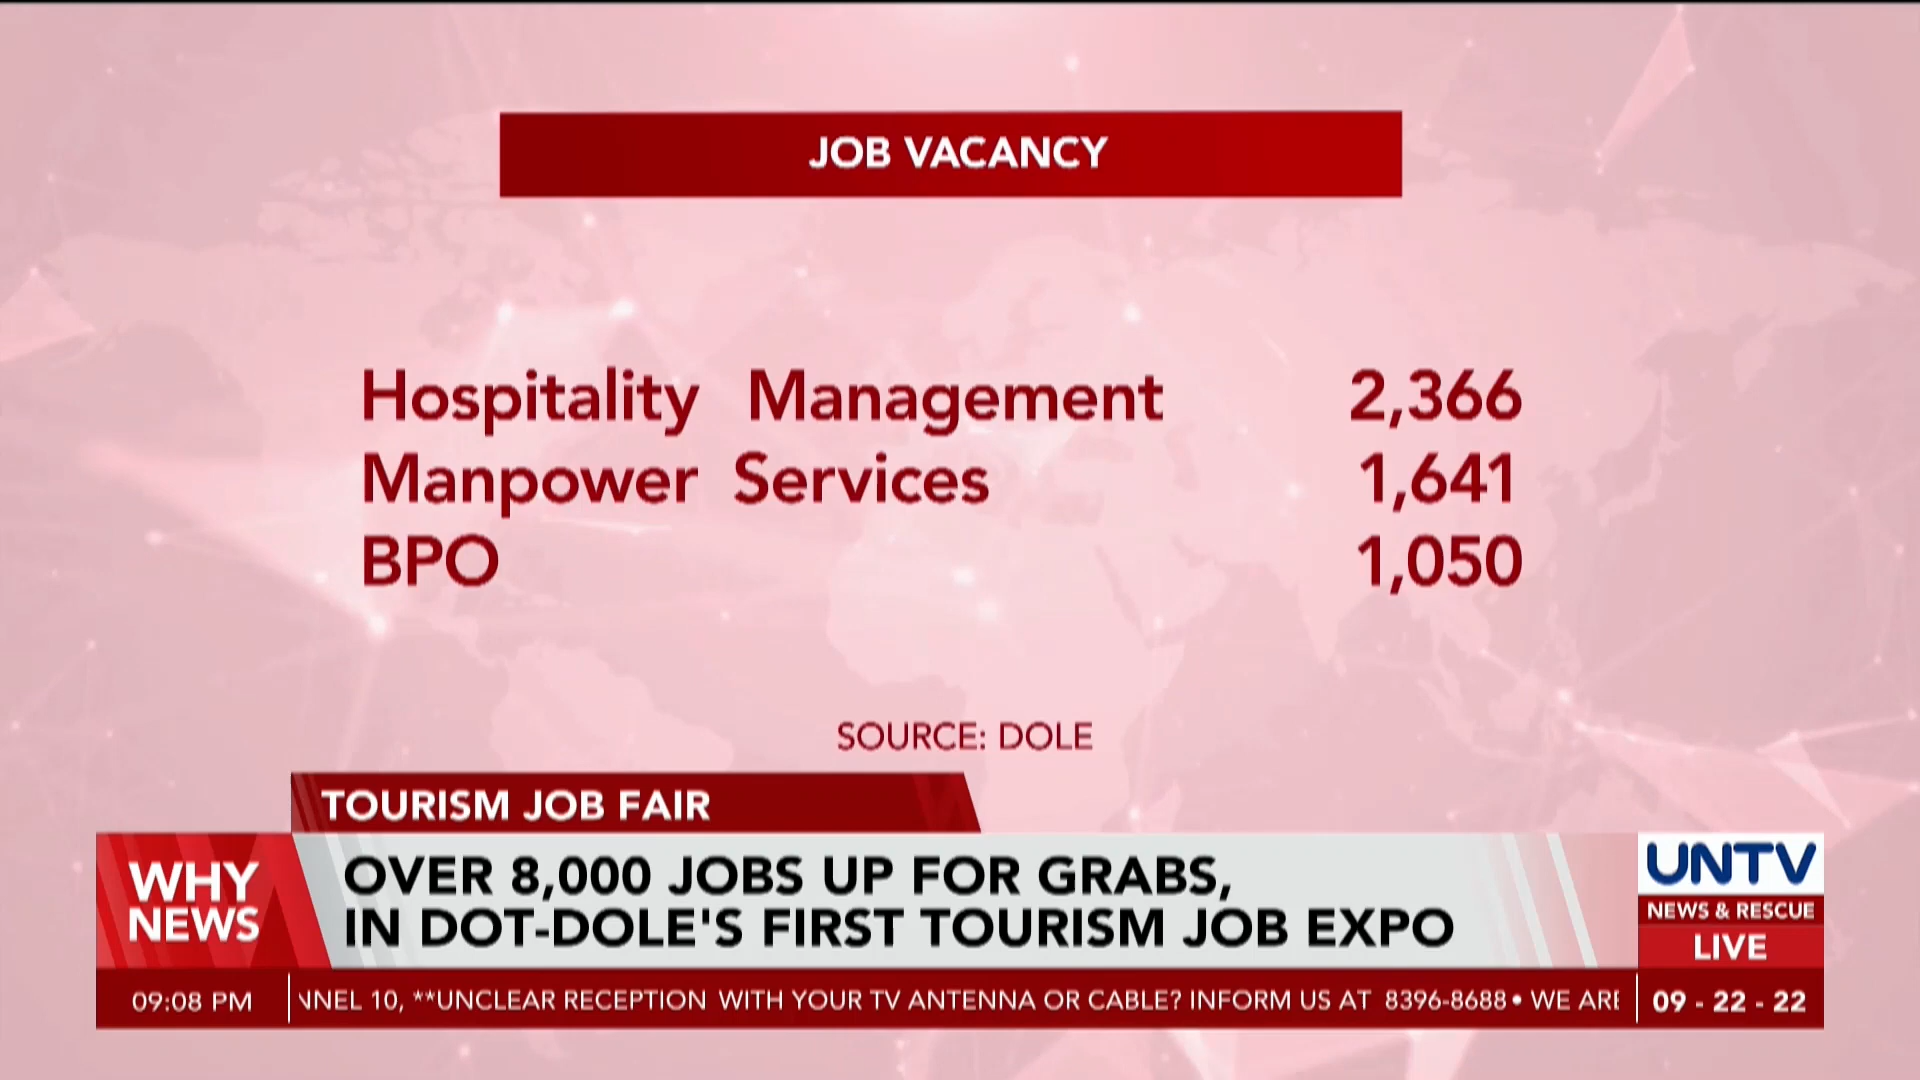 JOB VACANCY
Hospitality Management 2,366
Manpower Services 1,641
BPO 1,050
SOURCE: DOLE
TOURISM JOB FAIR
WHY
NEWS
OVER 8,000 JOBS UP FOR GRABS,
IN DOT-DOLE'S FIRST TOURISM JOB EXPO
UNTV
NEWS & RESCUE
LIVE
09:08 PM
NNEL 10, **UNCLEAR RECEPTION WITH YOUR TV ANTENNA OR CABLE? INFORM US AT 8396-8688 • WE ARE
09 - 22 - 22